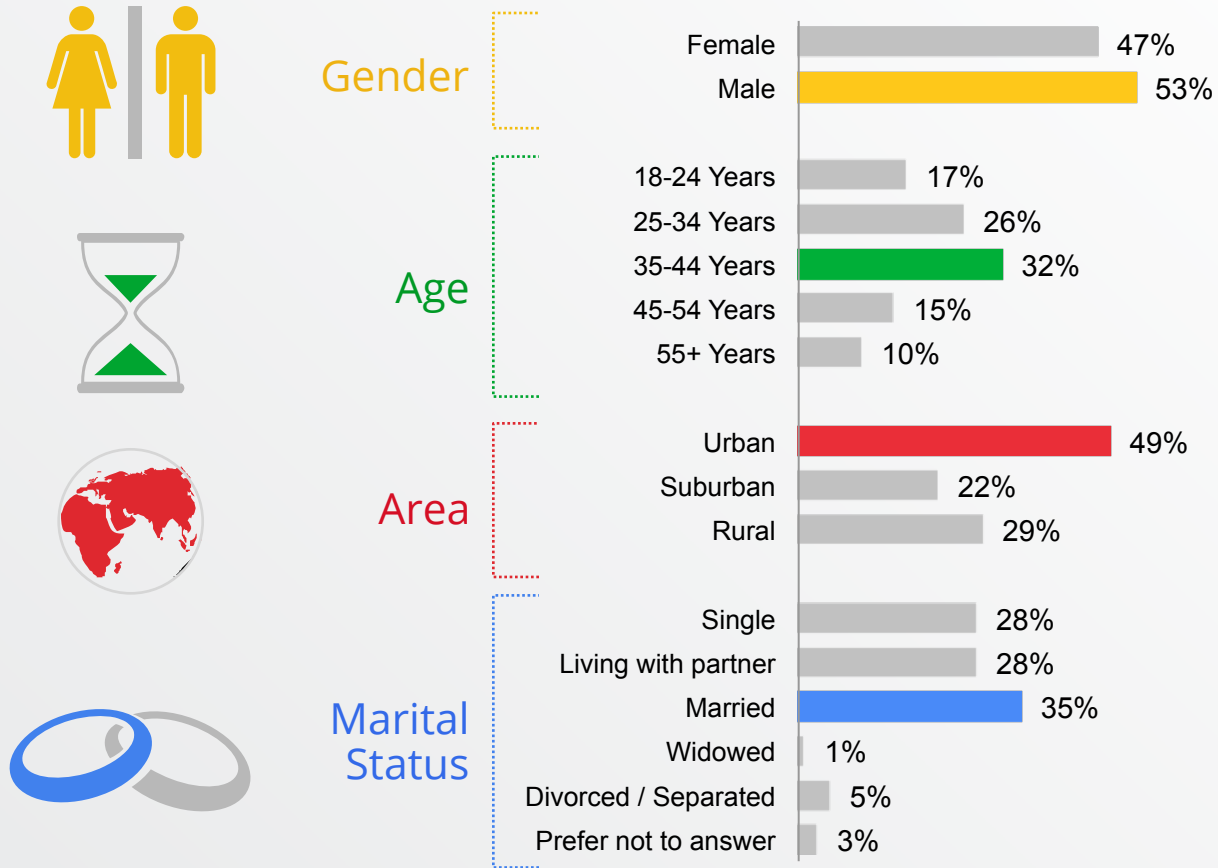 Gender
Female 47%
Male 53%
Age
18-24 Years 17%
25-34 Years 26%
35-44 Years 32%
45-54 Years 15%
55+ Years 10%
Area
Urban 49%
Suburban 22%
Rural 29%
Marital
Status
Single 28%
Living with partner 28%
Married 35%
Widowed 1%
Divorced / Separated 5%
Prefer not to answer 3%